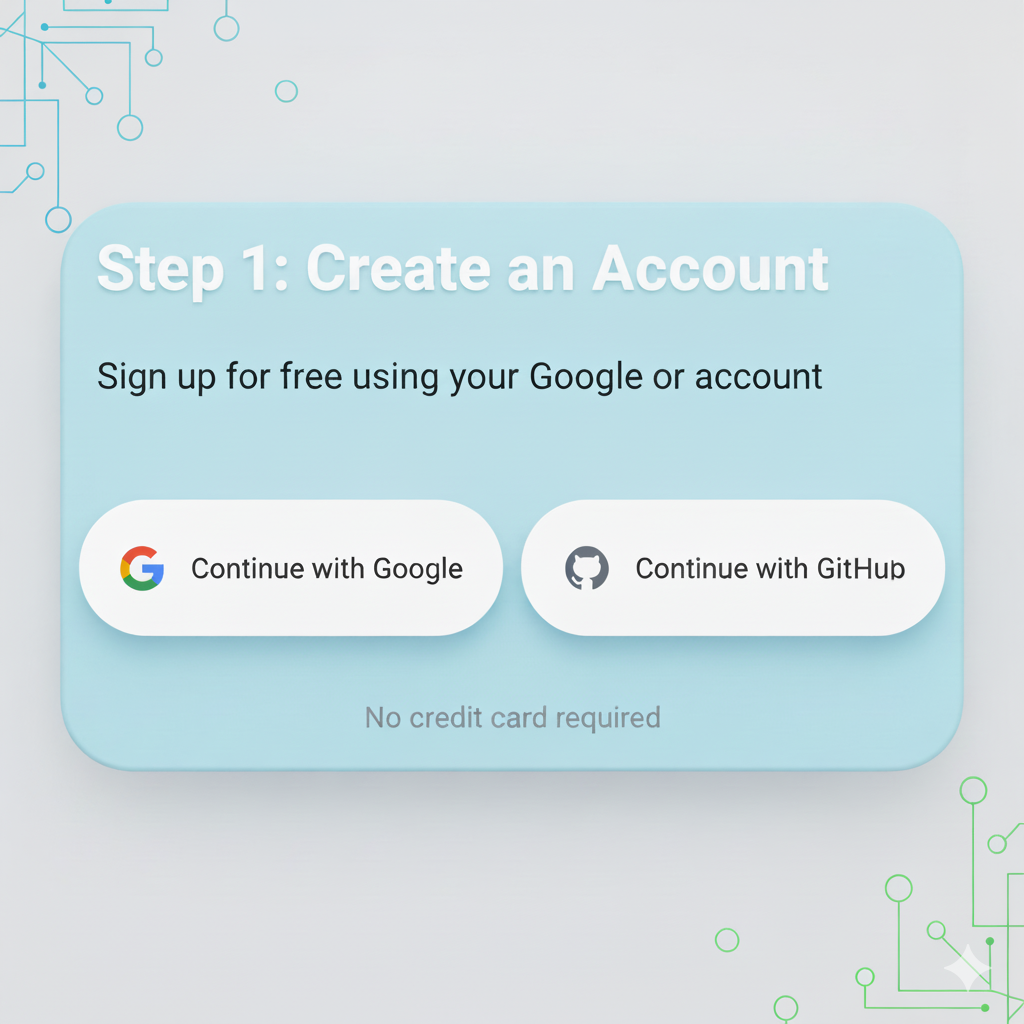 Step 1: Create an Account
Sign up for free using your Google or account
Continue with Google
Continue with GitHub
No credit card required